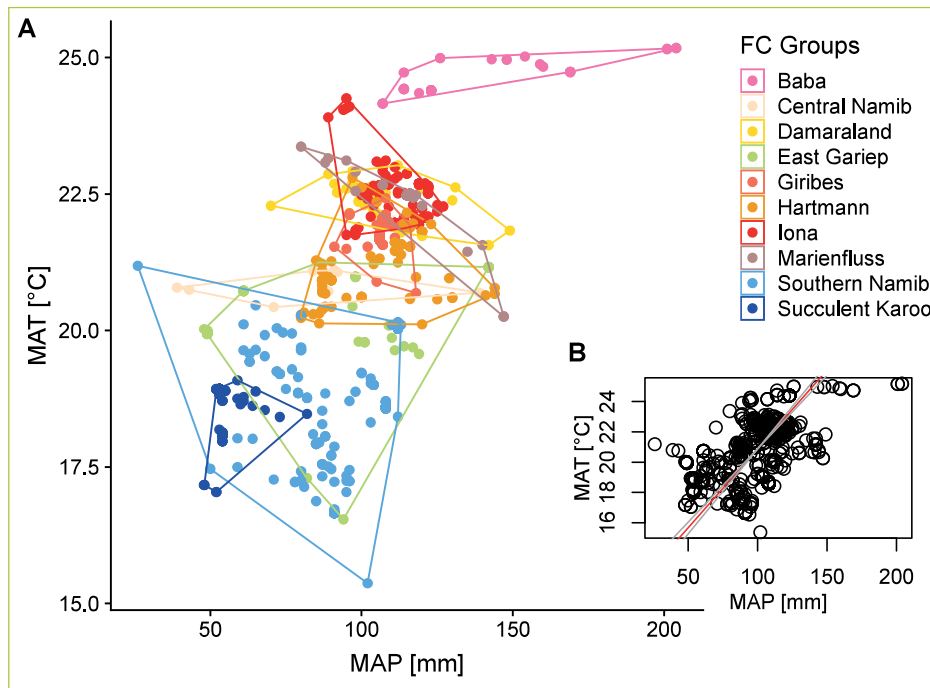 A
25.0
22.5
20.0
17.5
15.0
MAT [°C]
50
100
150
200
MAP [mm]
FC Groups
Baba
Central Namib
Damaraland
East Gariep
Giribes
Hartmann
Iona
Marienfluss
Southern Namib
Succulent Karoo
B
MAT [°C]
16 18 20 22 24
50
100
150
200
MAP [mm]